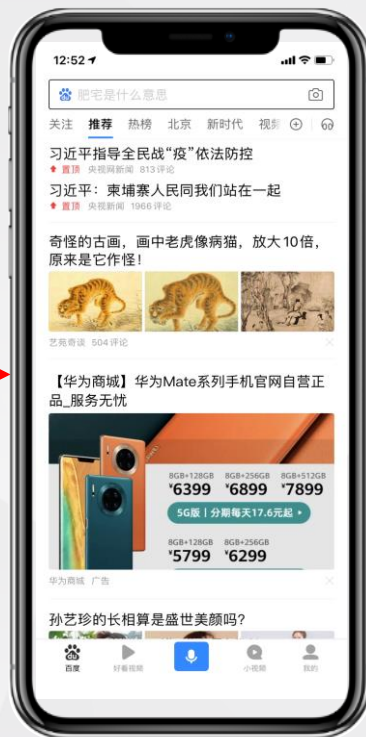 12:52
肥宅是什么意思
关注 推荐 热榜 北京 新时代 视频
习近平指导全民战“疫”依法防控
置顶 央视网新闻 813评论
习近平：柬埔寨人民同我们站在一起
置顶 央视新闻 1966评论
奇怪的古画，画中老虎像病猫，放大10倍，
原来是它作怪！
艺苑奇谈 504评论
【华为商城】华为Mate系列手机官网自营正
品_服务无忧
8GB+128GB 8GB+256GB 8GB+512GB
¥6399 ¥6899 ¥7899
5G版丨分期每天17.6元起
8GB+128GB 8GB+256GB
¥5799 ¥6299
华为商城 广告
孙艺珍的长相算是盛世美颜吗?
百度 好看视频 小视频 我的